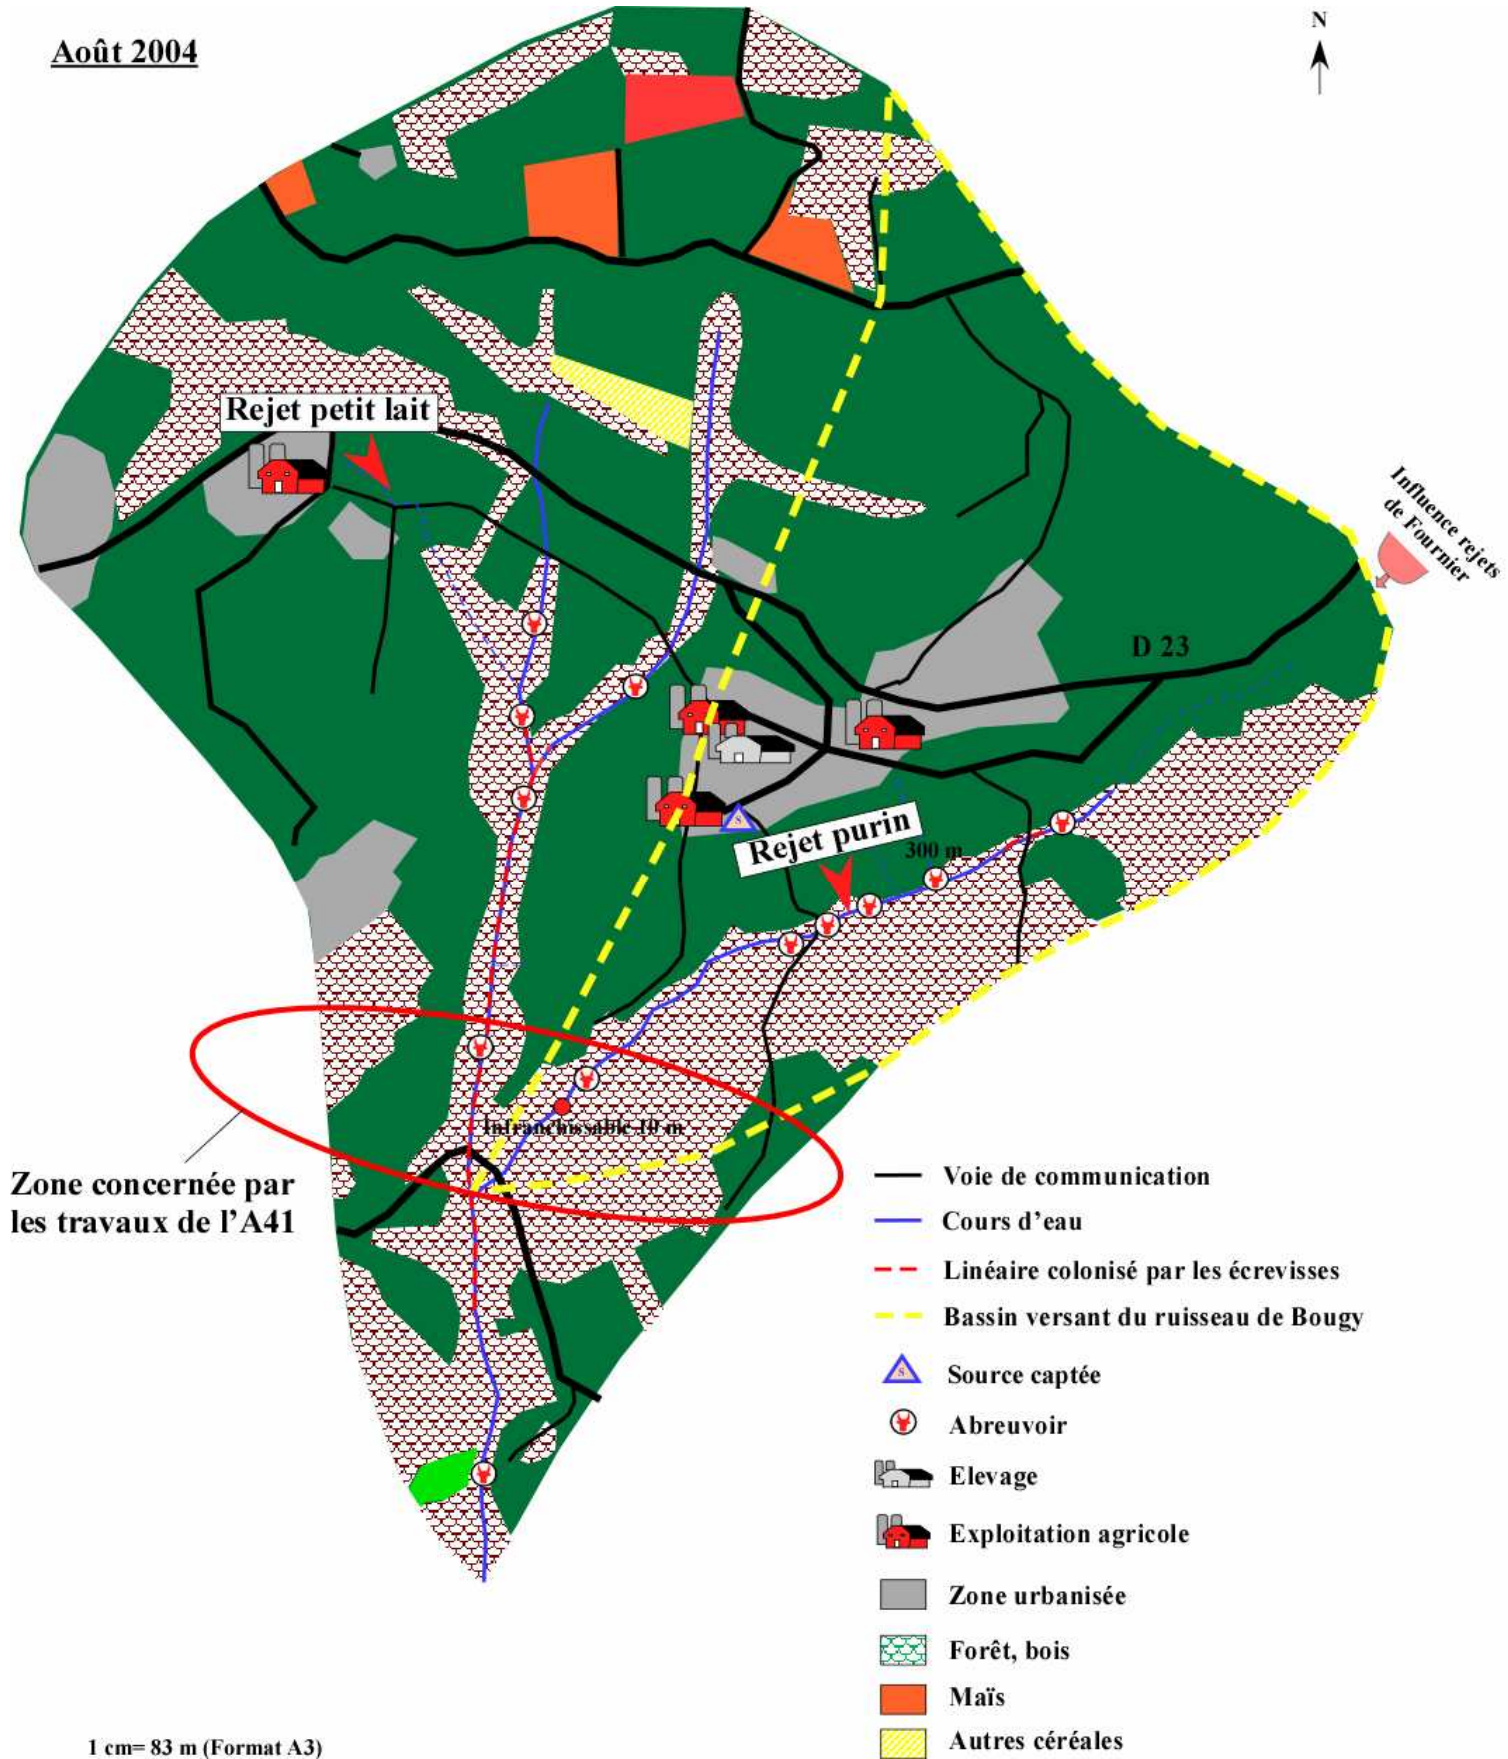 Août 2004
N
Rejet petit lait
Influence rejets
de Fournier
D 23
Rejet purin
300 m
Infranchissable 10 m
Zone concernée par
les travaux de l'A41
Voie de communication
Cours d'eau
Linéaire colonisé par les écrevisses
Bassin versant du ruisseau de Bougy
S
Source captée
Abreuvoir
Elevage
Exploitation agricole
Zone urbanisée
Forêt, bois
Maïs
Autres céréales
1 cm= 83 m (Format A3)